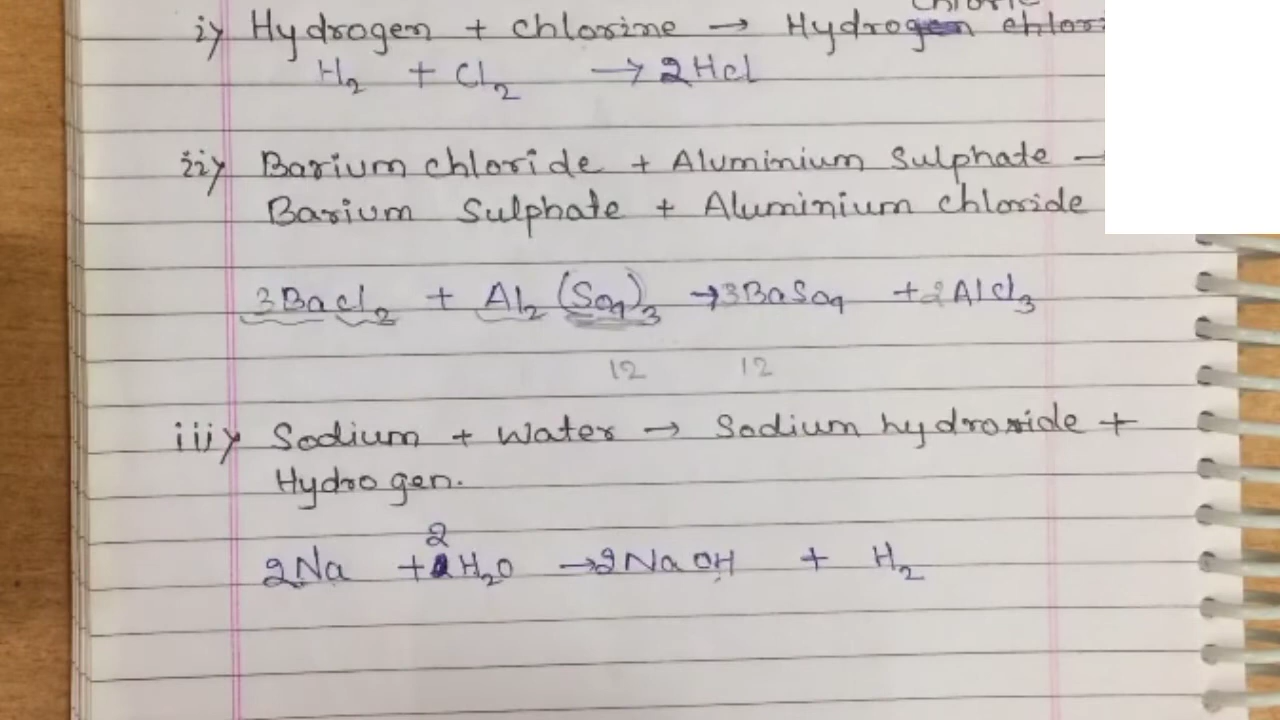 i) Hydrogen + chlorine → Hydrogen
H₂ + Cl₂ → 2Hcl
ii) Barium chloride + Aluminium Sulphate —
Barium Sulphate + Aluminium chloride
3Bacl₂ + Al₂ (So₄)₃ → 3BaSo₄ + 2AlCl₃
12 12
iii) Sodium + Water → Sodium hydroxide +
Hydrogen.
2
2Na + 2H₂O → 2NaOH + H₂